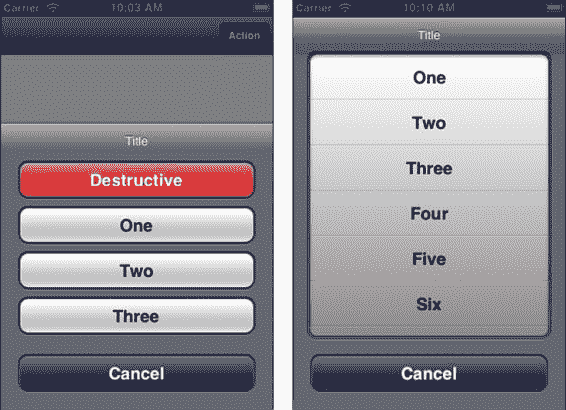 Carrier 10:03 AM
Action
Title
Destructive
One
Two
Three
Cancel
Carrier 10:10 AM
Title
One
Two
Three
Four
Five
Six
Cancel